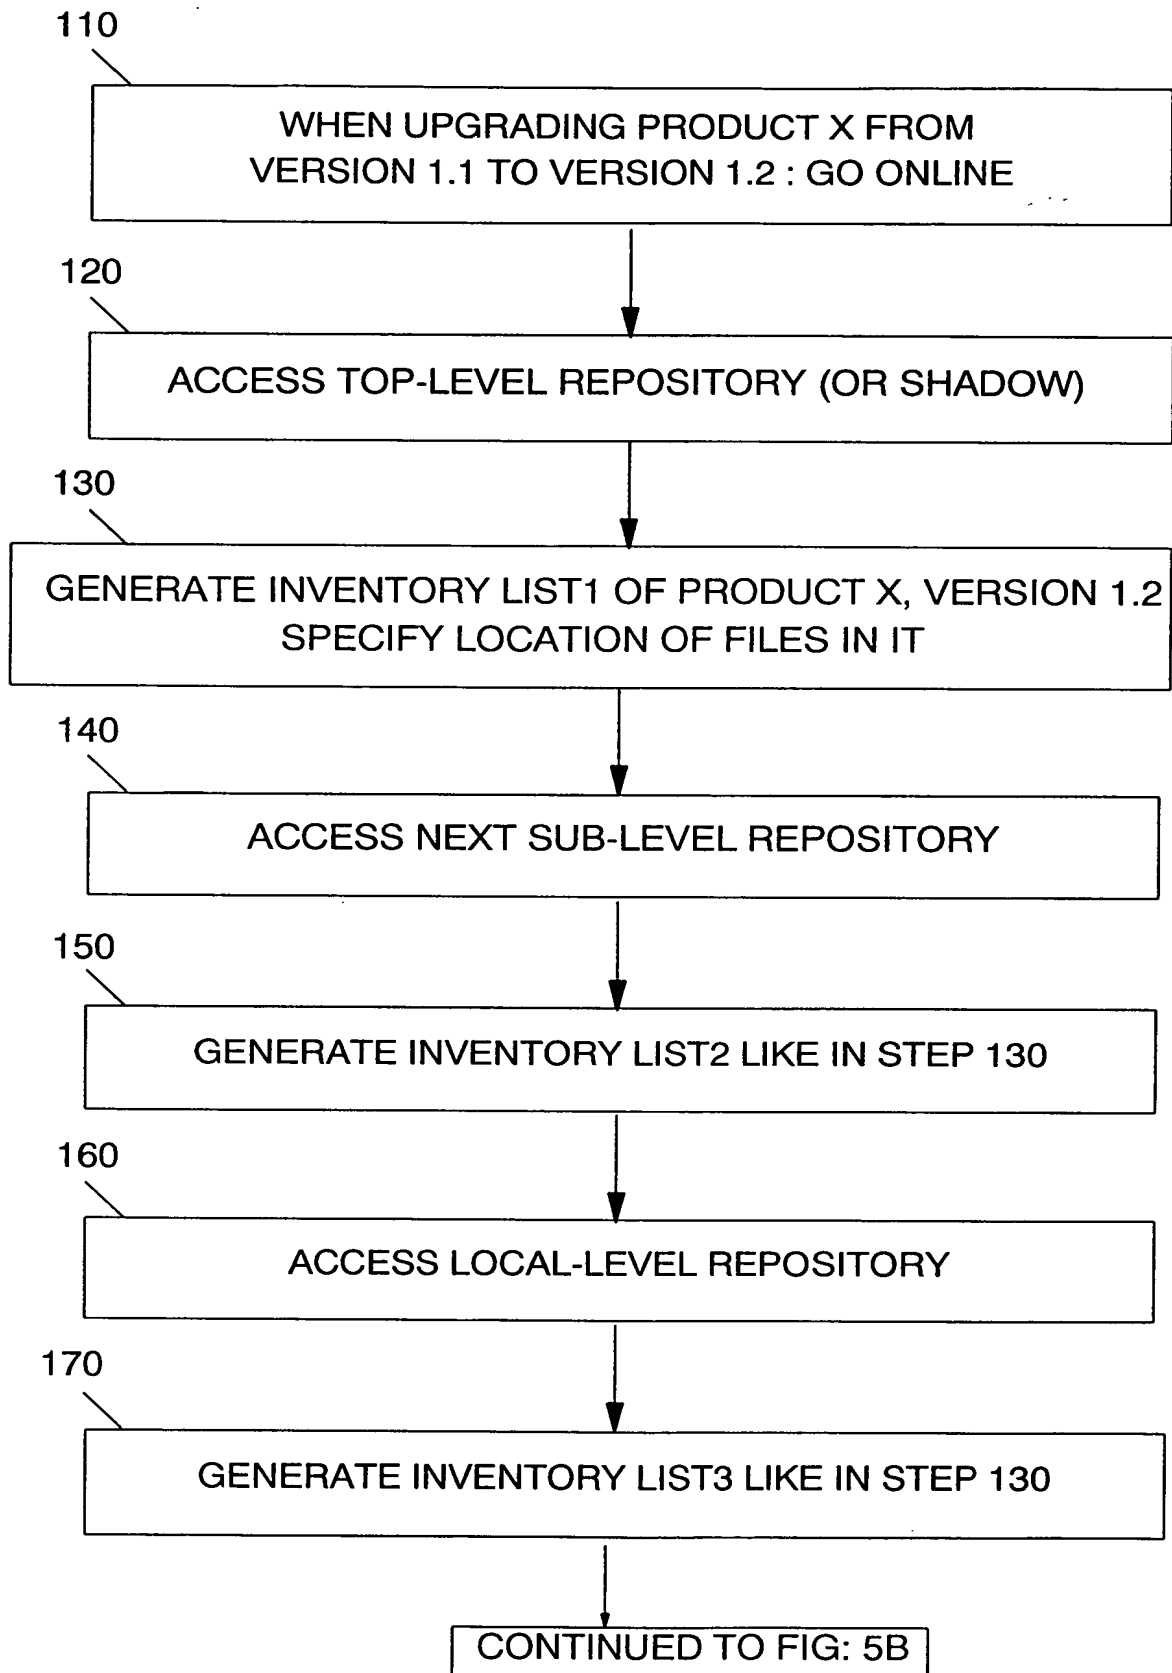 110
WHEN UPGRADING PRODUCT X FROM
VERSION 1.1 TO VERSION 1.2 : GO ONLINE
120
ACCESS TOP-LEVEL REPOSITORY (OR SHADOW)
130
GENERATE INVENTORY LIST1 OF PRODUCT X, VERSION 1.2
SPECIFY LOCATION OF FILES IN IT
140
ACCESS NEXT SUB-LEVEL REPOSITORY
150
GENERATE INVENTORY LIST2 LIKE IN STEP 130
160
ACCESS LOCAL-LEVEL REPOSITORY
170
GENERATE INVENTORY LIST3 LIKE IN STEP 130
CONTINUED TO FIG: 5B